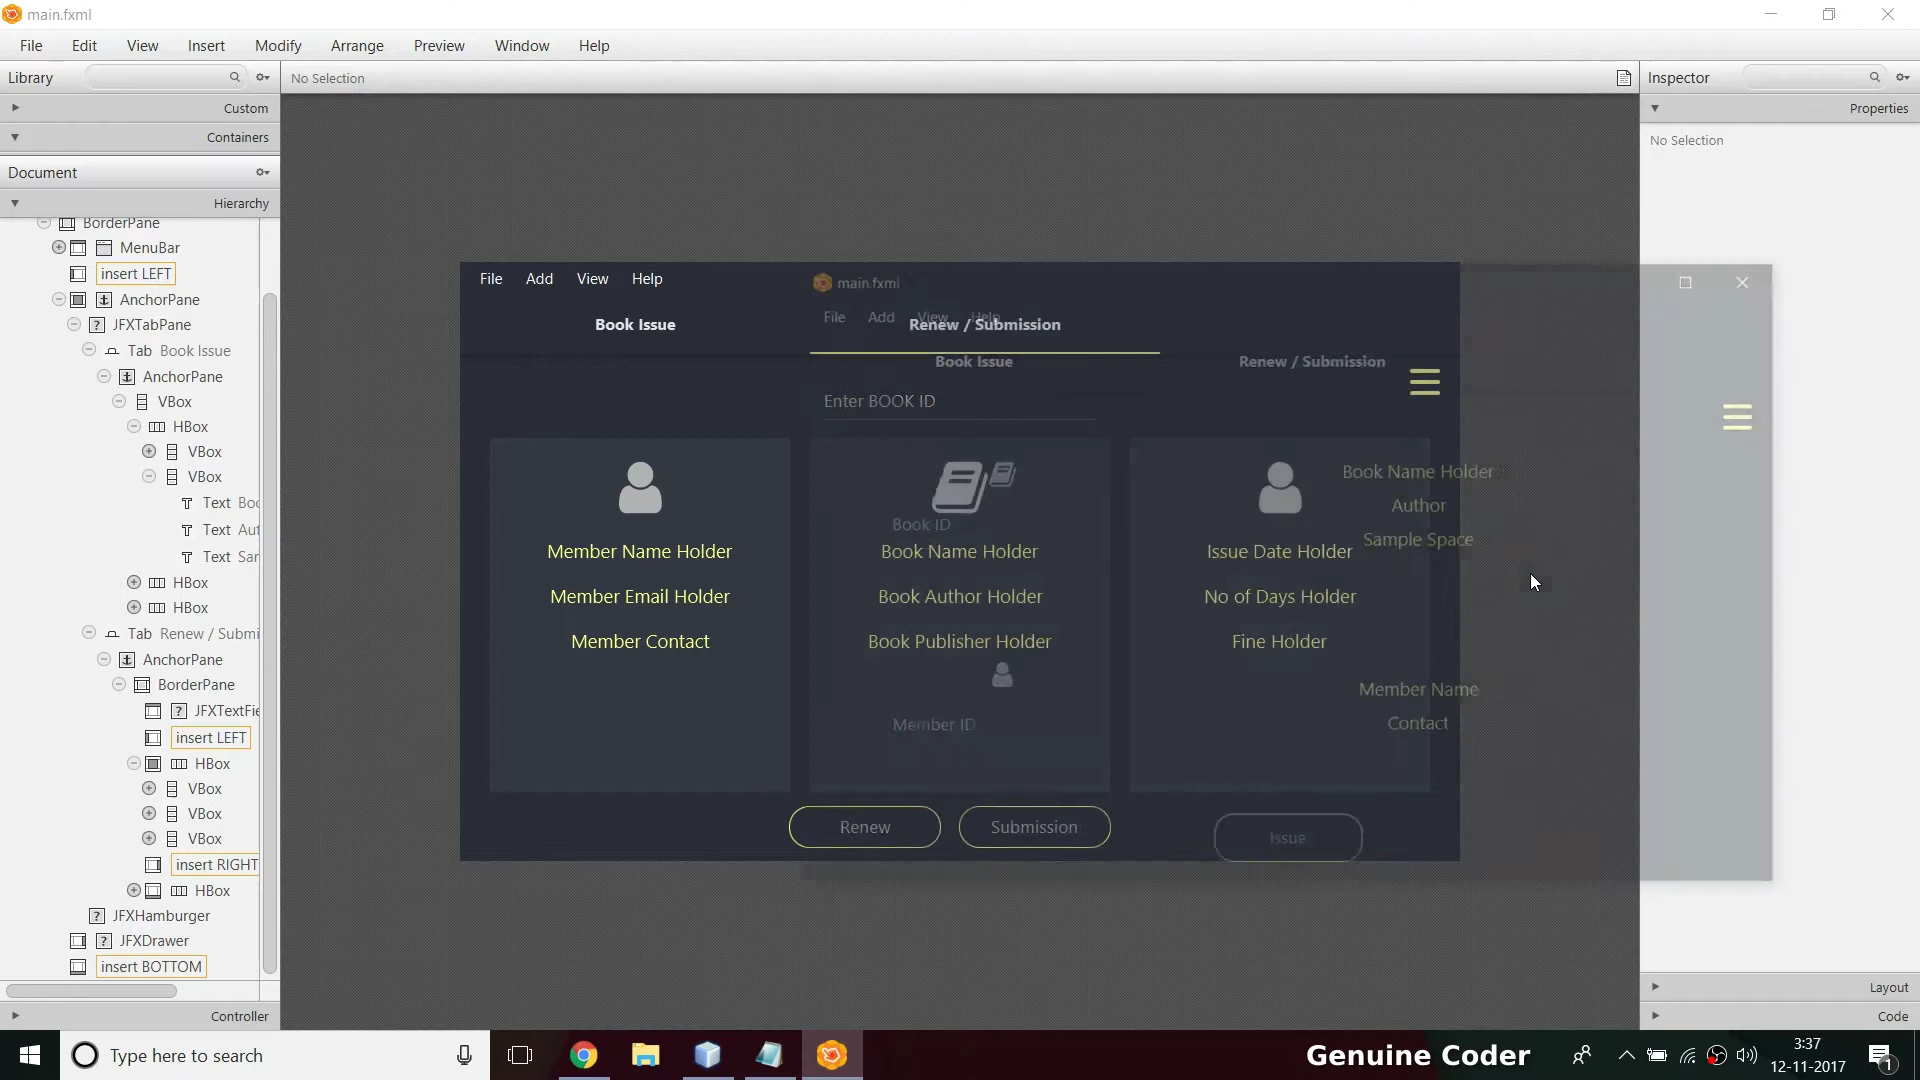 main.fxml
File Edit View Insert Modify Arrange Preview Window Help
Library
No Selection
Inspector
Custom
Properties
Containers
No Selection
Document
Hierarchy
BorderPane
MenuBar
insert LEFT
AnchorPane
JFXTabPane
Tab Book Issue
AnchorPane
VBox
HBox
VBox
VBox
Text Boo
Text Aut
Text Sar
HBox
HBox
Tab Renew / Submi
AnchorPane
BorderPane
JFXTextFie
insert LEFT
HBox
VBox
VBox
VBox
insert RIGHT
HBox
JFXHamburger
JFXDrawer
insert BOTTOM
Controller
File Add View Help
main.fxml
File Add View Help
Book Issue
Renew / Submission
Book Issue
Renew / Submission
Enter BOOK ID
Book Name Holder
Author
Sample Space
Book ID
Member Name Holder
Member Email Holder
Member Contact
Book Name Holder
Book Author Holder
Book Publisher Holder
Issue Date Holder
No of Days Holder
Fine Holder
Member Name
Contact
Member ID
Renew
Submission
Issue
Layout
Code
Type here to search
Genuine Coder
3:37
12-11-2017
1